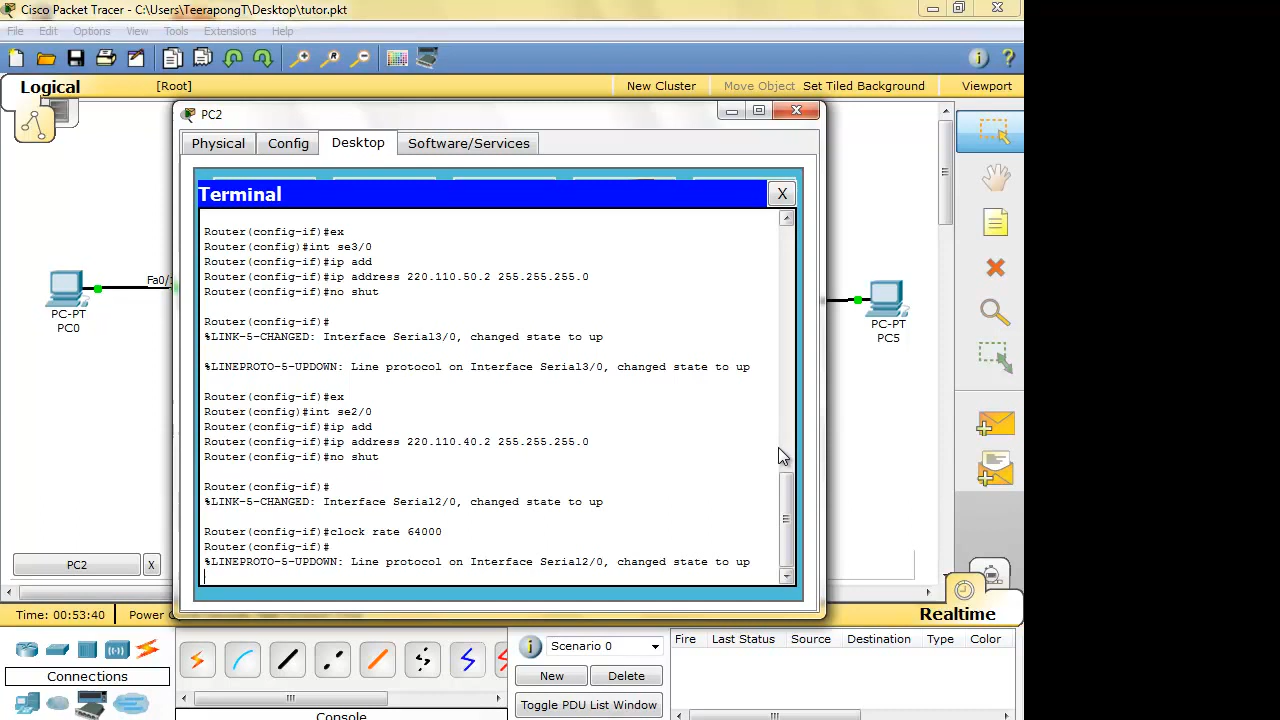 Cisco Packet Tracer - C:\Users\TeerapongT\Desktop\tutor.pkt
File Edit Options View Tools Extensions Help
Logical [Root] New Cluster Move Object Set Tiled Background Viewport
PC2
Physical Config Desktop Software/Services
Terminal X
Router(config-if)#ex
Router(config)#int se3/0
Router(config-if)#ip add
Router(config-if)#ip address 220.110.50.2 255.255.255.0
Router(config-if)#no shut
Router(config-if)#
%LINK-5-CHANGED: Interface Serial3/0, changed state to up
%LINEPROTO-5-UPDOWN: Line protocol on Interface Serial3/0, changed state to up
Router(config-if)#ex
Router(config)#int se2/0
Router(config-if)#ip add
Router(config-if)#ip address 220.110.40.2 255.255.255.0
Router(config-if)#no shut
Router(config-if)#
%LINK-5-CHANGED: Interface Serial2/0, changed state to up
Router(config-if)#clock rate 64000
Router(config-if)#
%LINEPROTO-5-UPDOWN: Line protocol on Interface Serial2/0, changed state to up
Fa0/
PC-PT
PC0
PC-PT
PC5
PC2 X
Time: 00:53:40 Power Realtime
Connections
Console
Scenario 0
New Delete
Toggle PDU List Window
Fire Last Status Source Destination Type Color